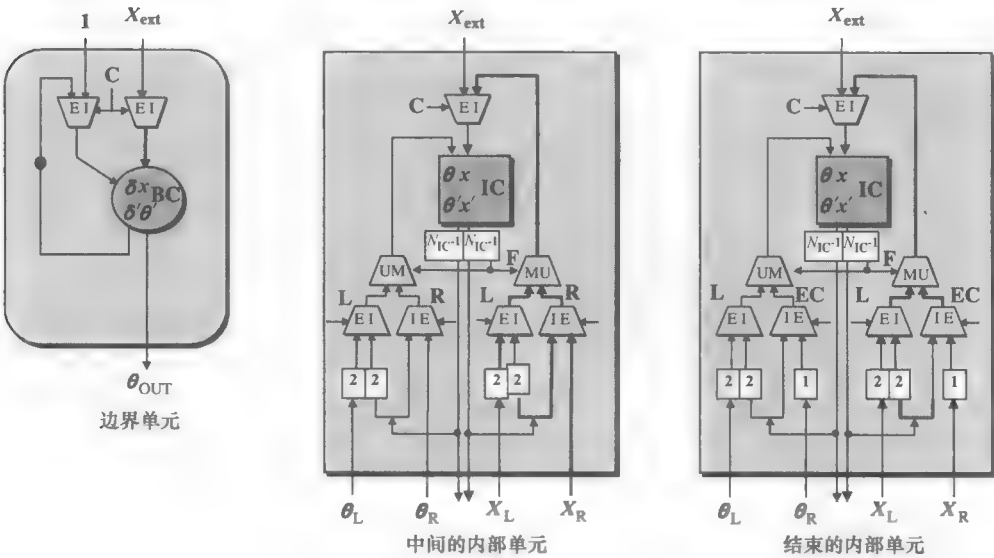 1 X_ext
C
E I E I
δx BC
δ'θ'
θ_OUT
边界单元
X_ext
C E I
θ x IC
θ'x'
N_IC-1 N_IC-1
F
UM MU
L R L R
E I I E E I I E
2 2 2 2
θ_L θ_R X_L X_R
中间的内部单元
X_ext
C E I
θ x IC
θ'x'
N_IC-1 N_IC-1
F
UM MU
L EC L EC
E I I E E I I E
2 2 1 2 2 1
θ_L θ_R X_L X_R
结束的内部单元